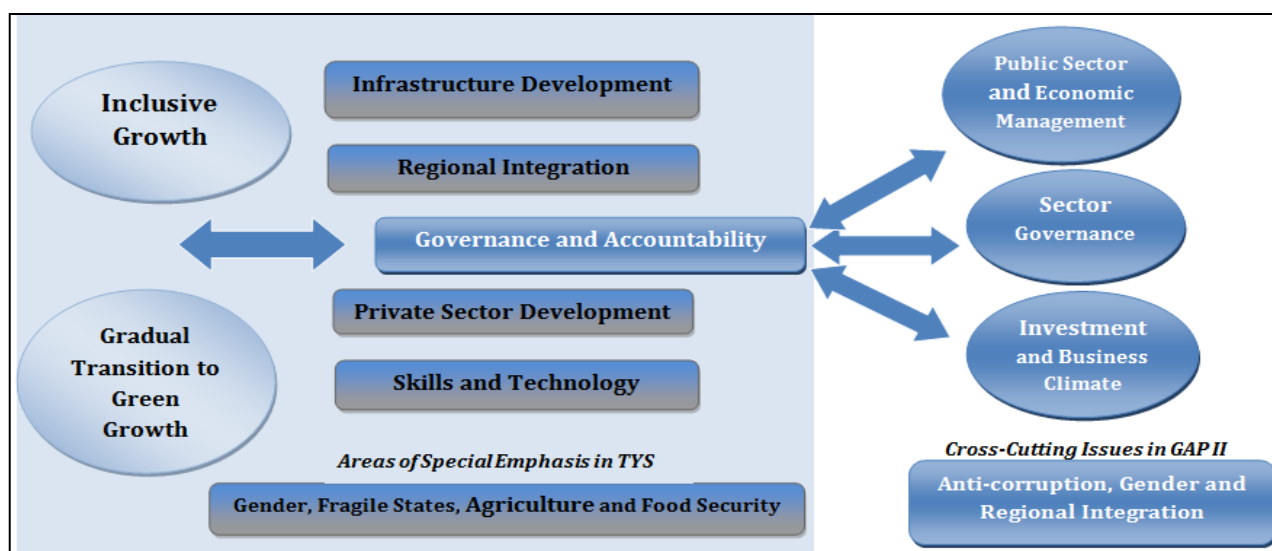 Inclusive
Growth
Gradual
Transition to
Green
Growth
Infrastructure Development
Regional Integration
Governance and Accountability
Private Sector Development
Skills and Technology
Areas of Special Emphasis in TYS
Gender, Fragile States, Agriculture and Food Security
Public Sector
and Economic
Management
Sector
Governance
Investment
and Business
Climate
Cross-Cutting Issues in GAP II
Anti-corruption, Gender and
Regional Integration